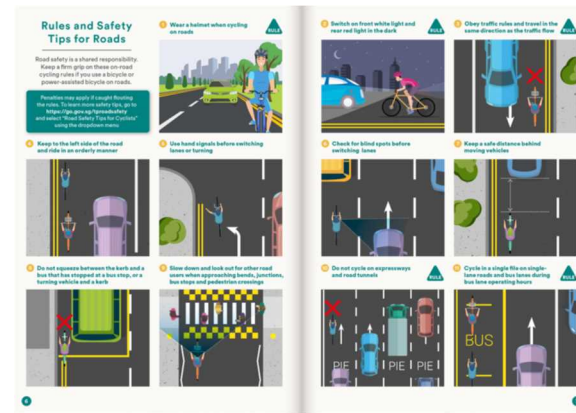 Rules and Safety
Tips for Roads
Road safety is a shared responsibility.
Keep a firm grip on these on-road
cycling rules if you use a bicycle or
power-assisted bicycle on roads.
Penalties may apply if caught flouting
the rules. To learn more safety tips, go to
https://go.gov.sg/tproadsafety
and select "Road Safety Tips for Cyclists"
using the dropdown menu
1 Wear a helmet when cycling
on roads
RULE
4 Keep to the left side of the road
and ride in an orderly manner
5 Use hand signals before switching
lanes or turning
8 Do not squeeze between the kerb and a
bus that has stopped at a bus stop, or a
turning vehicle and a kerb
9 Slow down and look out for other road
users when approaching bends, junctions,
bus stops and pedestrian crossings
6
2 Switch on front white light and
rear red light in the dark
RULE
3 Obey traffic rules and travel in the
same direction as the traffic flow
RULE
6 Check for blind spots before
switching lanes
7 Keep a safe distance behind
moving vehicles
10 Do not cycle on expressways
and road tunnels
RULE
PIE PIE PIE
11 Cycle in a single file on single-
lane roads and bus lanes during
bus lane operating hours
RULE
BUS